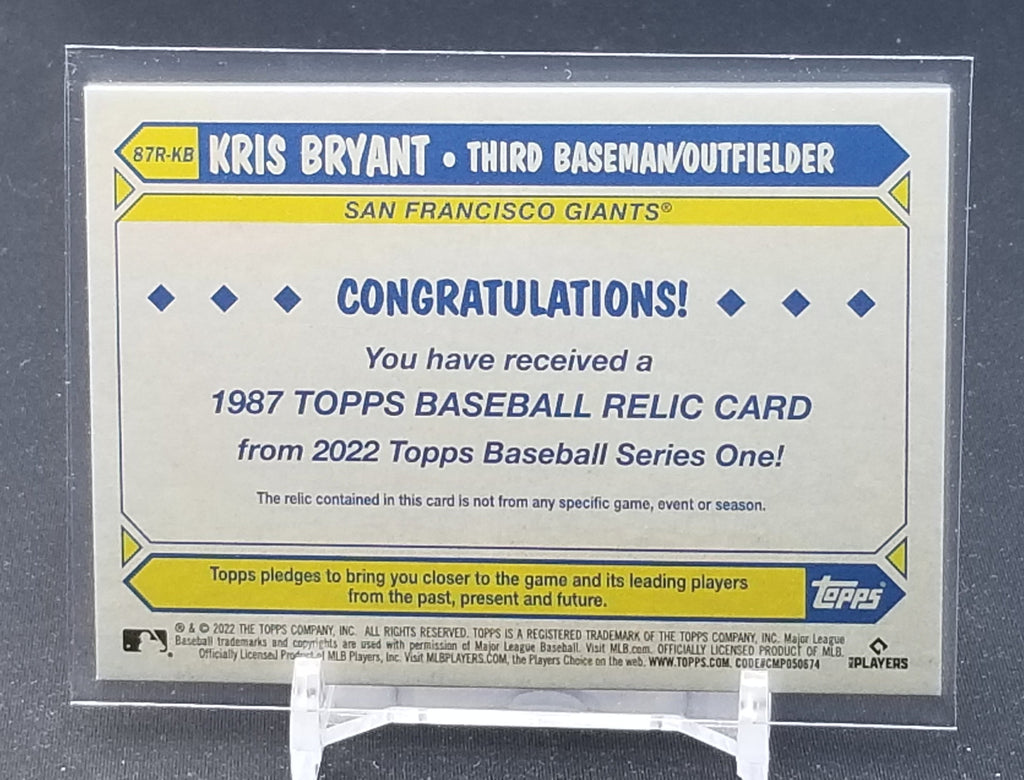 87R-KB KRIS BRYANT • THIRD BASEMAN/OUTFIELDER
SAN FRANCISCO GIANTS®
CONGRATULATIONS!
You have received a
1987 TOPPS BASEBALL RELIC CARD
from 2022 Topps Baseball Series One!
The relic contained in this card is not from any specific game, event or season.
Topps pledges to bring you closer to the game and its leading players
from the past, present and future.
Topps
® & © 2022 THE TOPPS COMPANY, INC. ALL RIGHTS RESERVED. TOPPS IS A REGISTERED TRADEMARK OF THE TOPPS COMPANY, INC. Major League
Baseball trademarks and copyrights are used with permission of Major League Baseball. Visit MLB.com. OFFICIALLY LICENSED PRODUCT OF MLB.
Officially Licensed Product of MLB Players, Inc. Visit MLBPLAYERS.COM, the Players Choice on the web. WWW.TOPPS.COM. CODE#CMP050674
PLAYERS